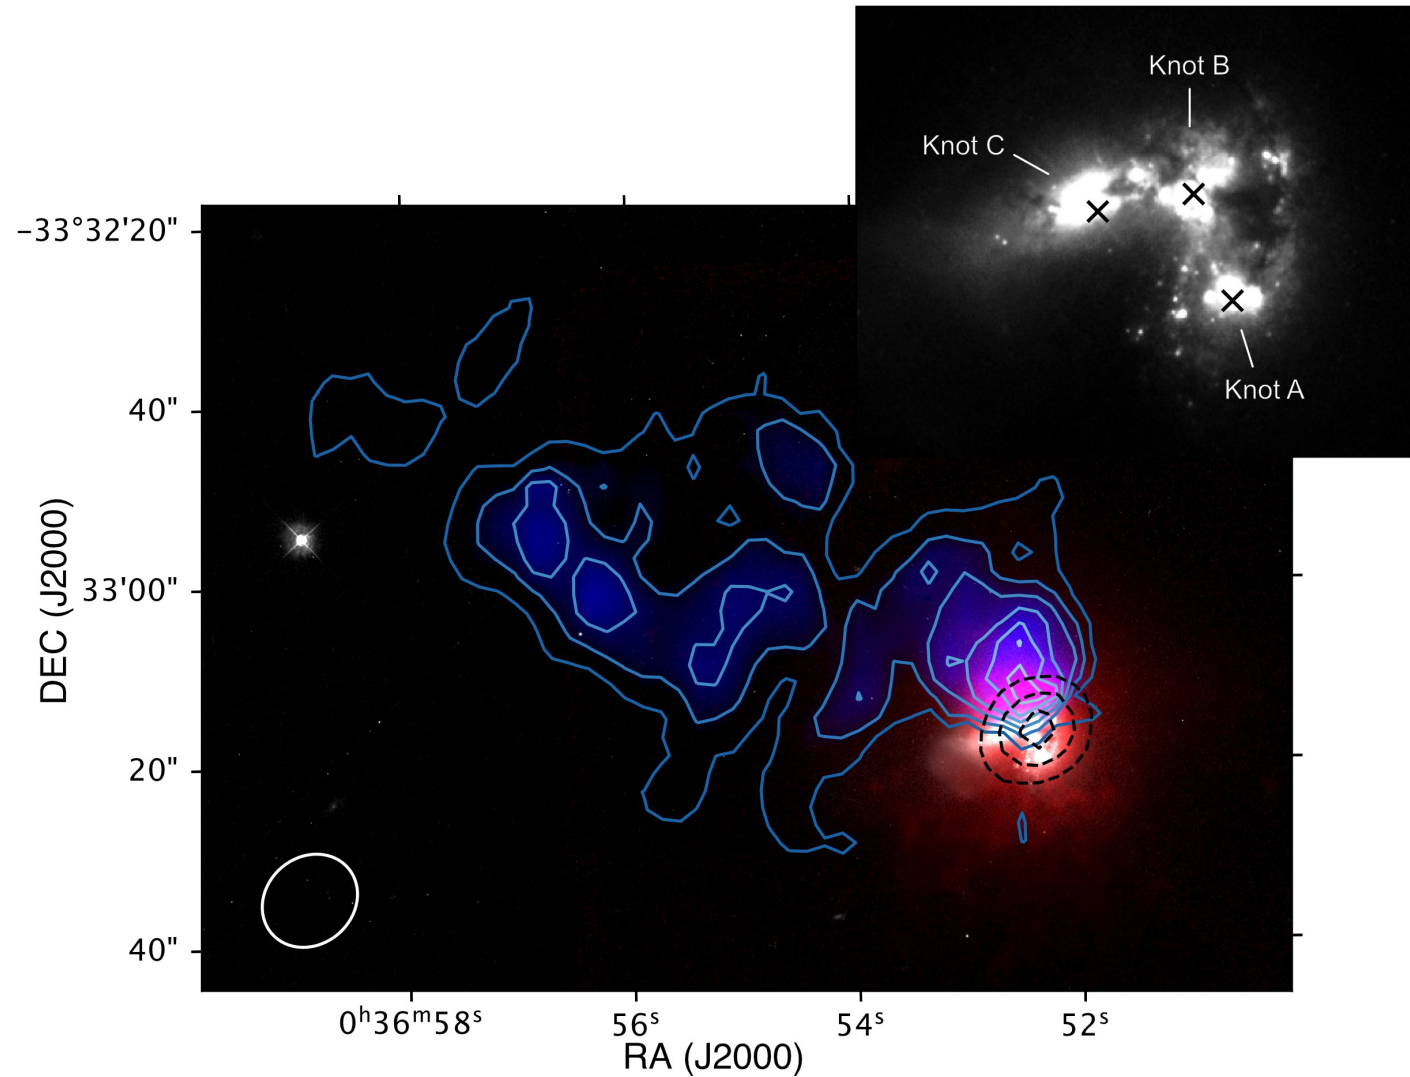 Knot B
Knot C
Knot A
−33°32'20"
40"
33'00"
20"
40"
DEC (J2000)
0ʰ36ᵐ58ˢ
56ˢ
54ˢ
52ˢ
RA (J2000)